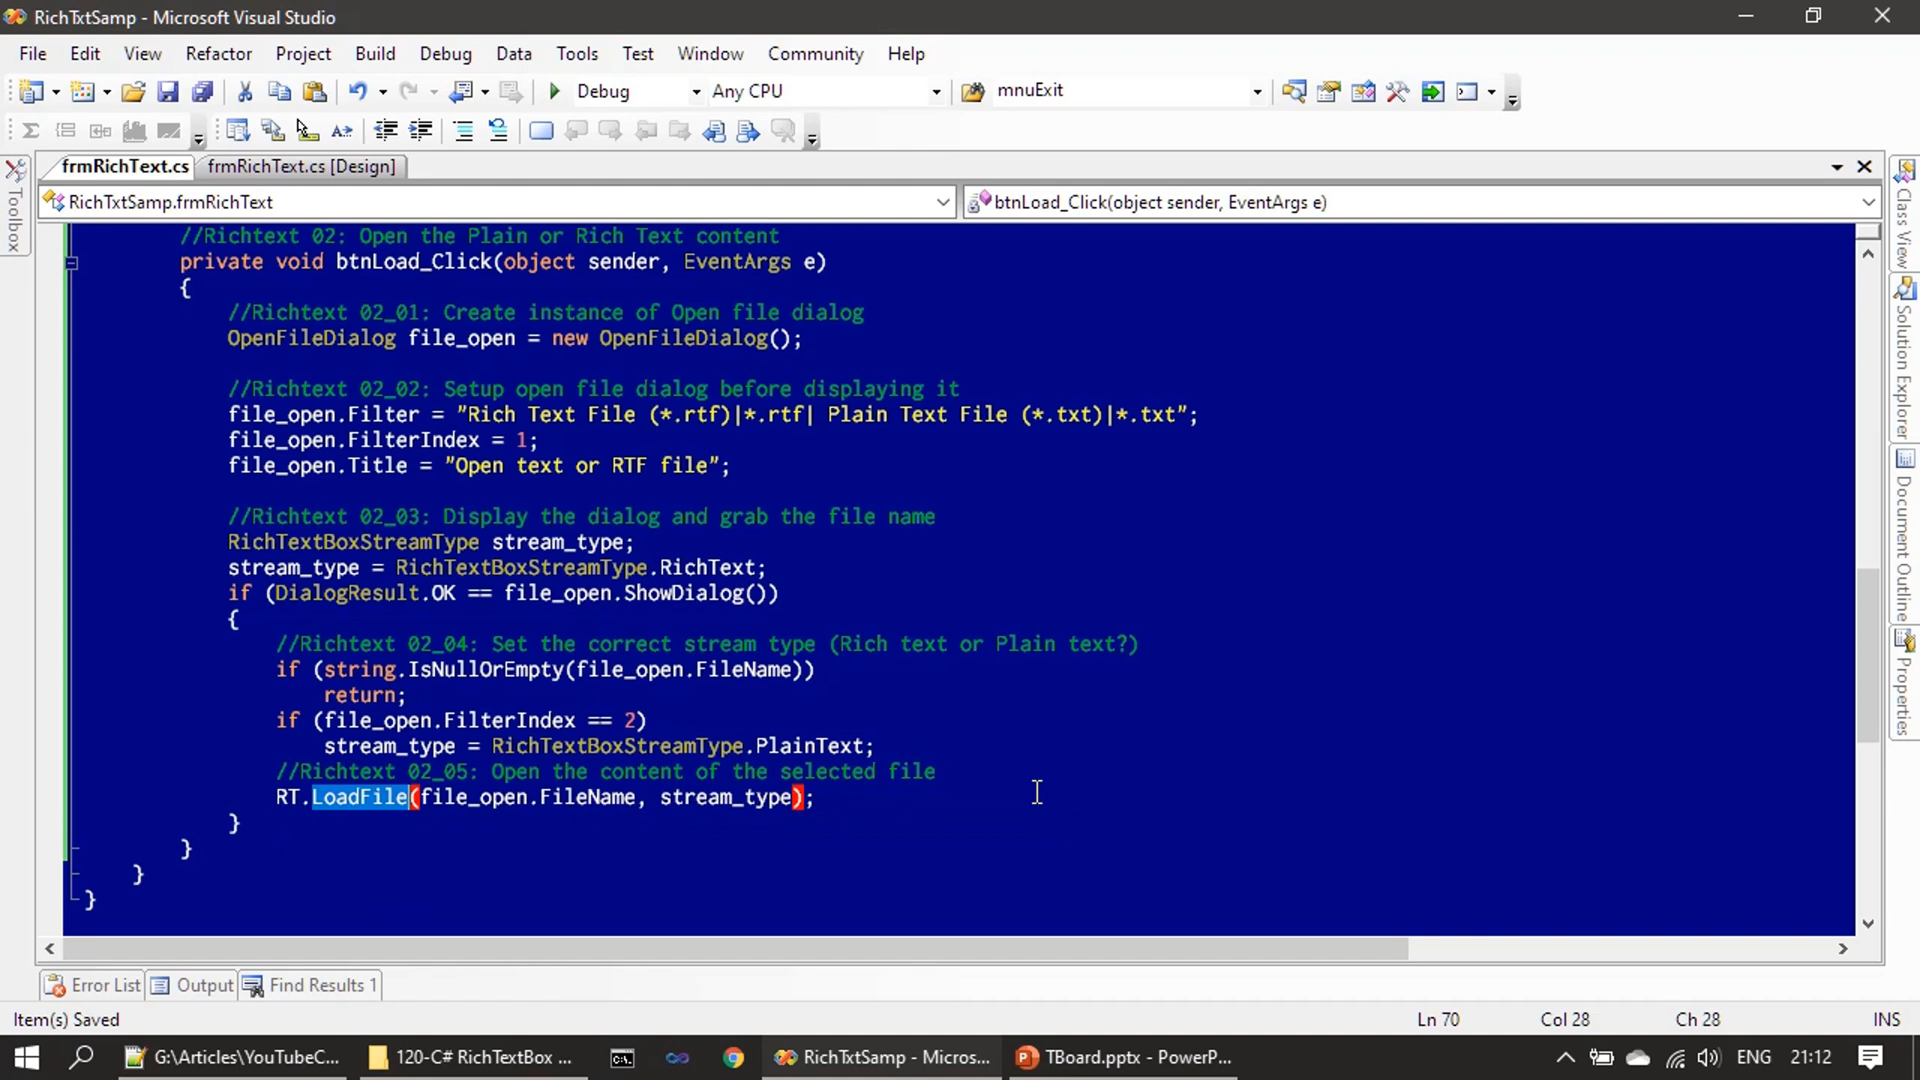 RichTxtSamp - Microsoft Visual Studio
File Edit View Refactor Project Build Debug Data Tools Test Window Community Help
Debug Any CPU mnuExit
frmRichText.cs frmRichText.cs [Design]
RichTxtSamp.frmRichText btnLoad_Click(object sender, EventArgs e)
Toolbox
//Richtext 02: Open the Plain or Rich Text content
private void btnLoad_Click(object sender, EventArgs e)
{
//Richtext 02_01: Create instance of Open file dialog
OpenFileDialog file_open = new OpenFileDialog();
//Richtext 02_02: Setup open file dialog before displaying it
file_open.Filter = "Rich Text File (*.rtf)|*.rtf| Plain Text File (*.txt)|*.txt";
file_open.FilterIndex = 1;
file_open.Title = "Open text or RTF file";
//Richtext 02_03: Display the dialog and grab the file name
RichTextBoxStreamType stream_type;
stream_type = RichTextBoxStreamType.RichText;
if (DialogResult.OK == file_open.ShowDialog())
{
//Richtext 02_04: Set the correct stream type (Rich text or Plain text?)
if (string.IsNullOrEmpty(file_open.FileName))
return;
if (file_open.FilterIndex == 2)
stream_type = RichTextBoxStreamType.PlainText;
//Richtext 02_05: Open the content of the selected file
RT.LoadFile(file_open.FileName, stream_type);
}
}
}
}
Class View
Solution Explorer
Document Outline
Properties
Error List Output Find Results 1
Item(s) Saved Ln 70 Col 28 Ch 28 INS
G:\Articles\YouTubeC... 120-C# RichTextBox ... RichTxtSamp - Micros... TBoard.pptx - PowerP... ENG 21:12